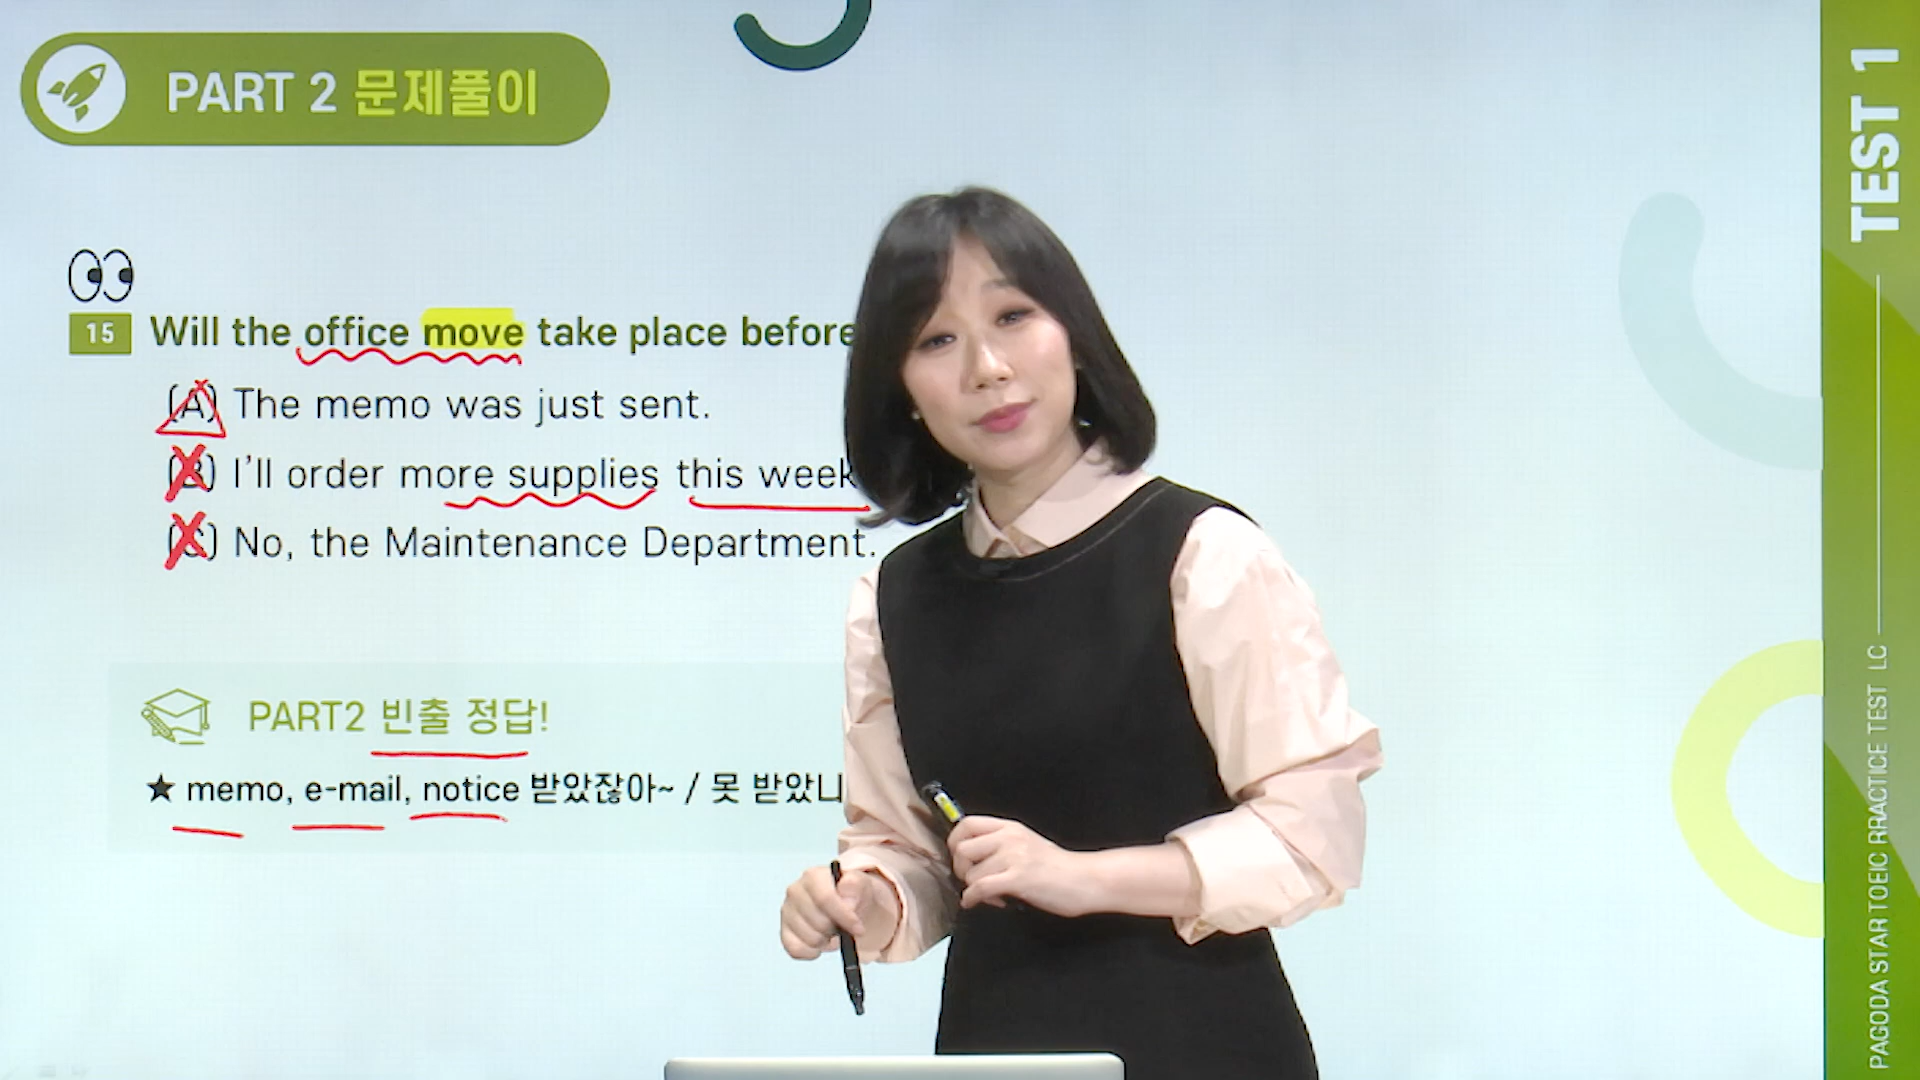 PART 2 문제풀이
15 Will the office move take place before
(A) The memo was just sent.
(B) I'll order more supplies this week
(C) No, the Maintenance Department.
PART2 빈출 정답!
★ memo, e-mail, notice 받았잖아~ / 못 받았니
TEST 1
PAGODA STAR TOEIC RRACTICE TEST LC